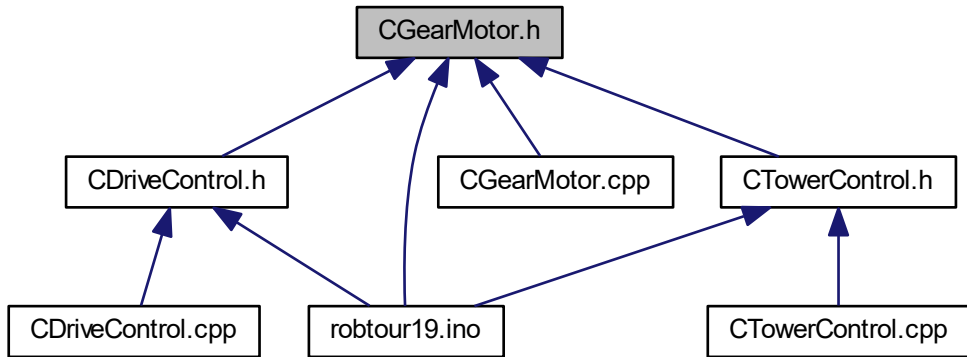 CGearMotor.h
CDriveControl.h
CGearMotor.cpp
CTowerControl.h
CDriveControl.cpp
robtour19.ino
CTowerControl.cpp